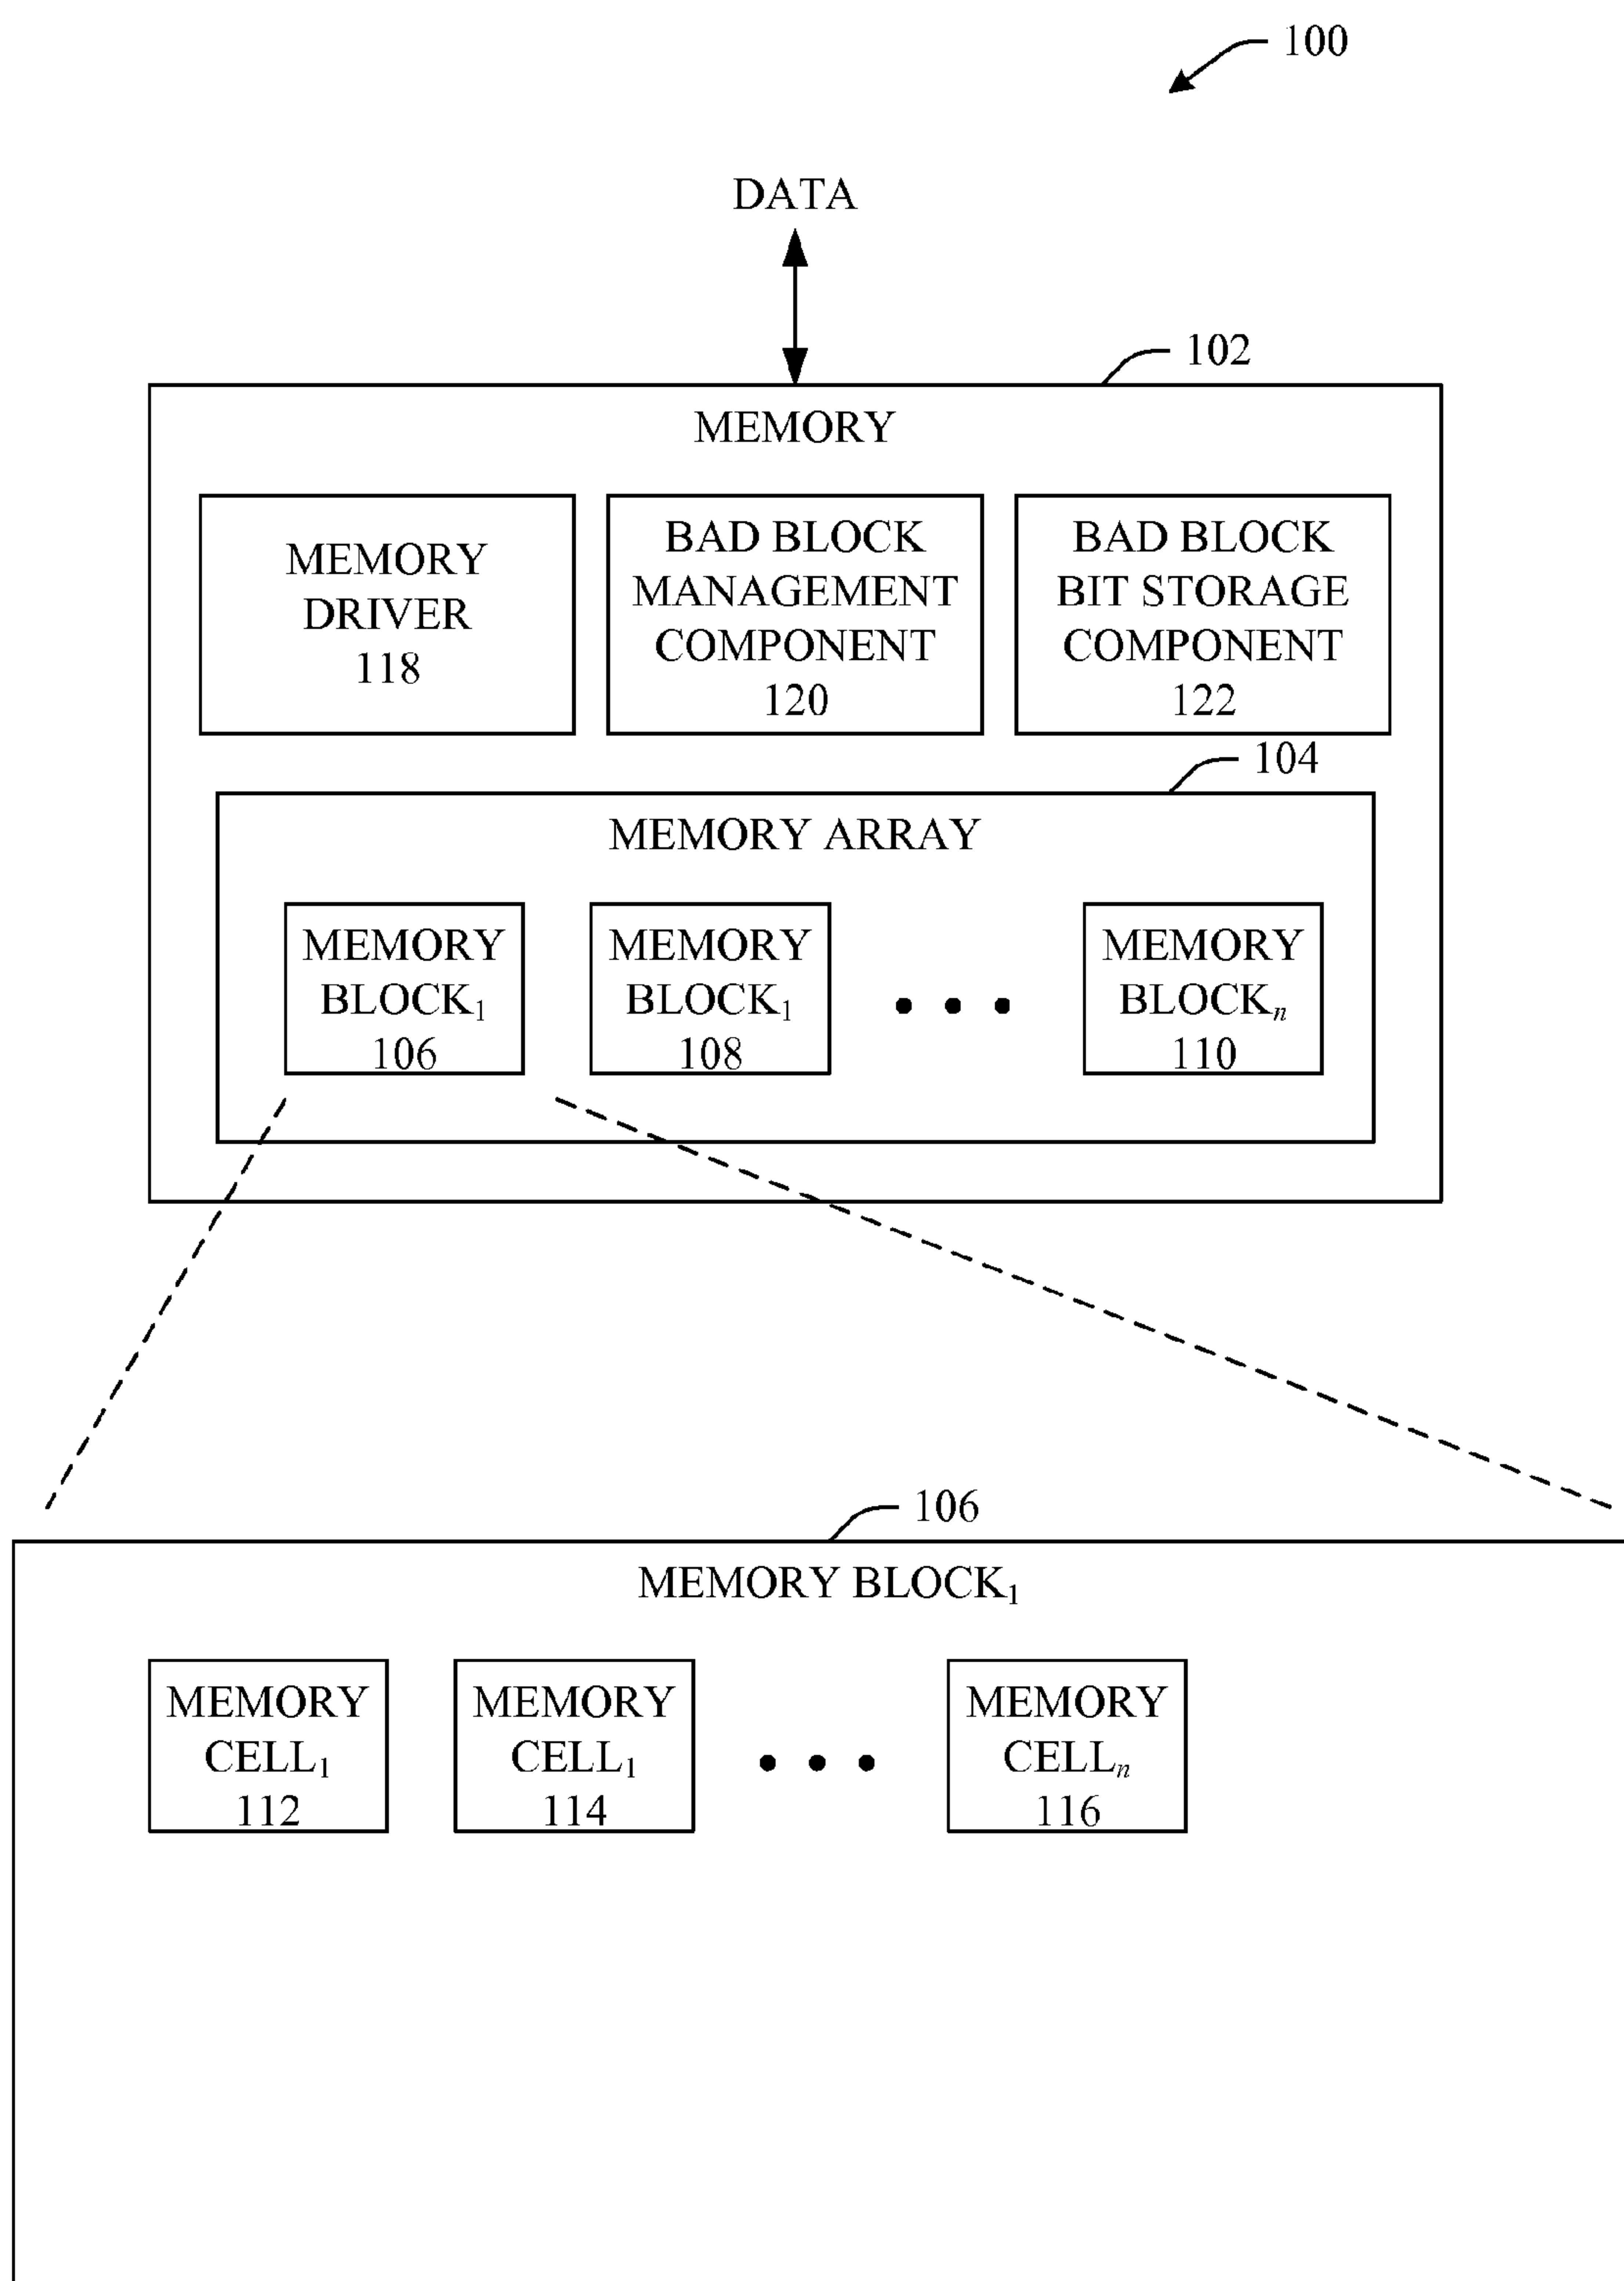 100
DATA
102
MEMORY
MEMORY
DRIVER
118
BAD BLOCK
MANAGEMENT
COMPONENT
120
BAD BLOCK
BIT STORAGE
COMPONENT
122
104
MEMORY ARRAY
MEMORY
BLOCK₁
106
MEMORY
BLOCK₁
108
MEMORY
BLOCKₙ
110
106
MEMORY BLOCK₁
MEMORY
CELL₁
112
MEMORY
CELL₁
114
MEMORY
CELLₙ
116